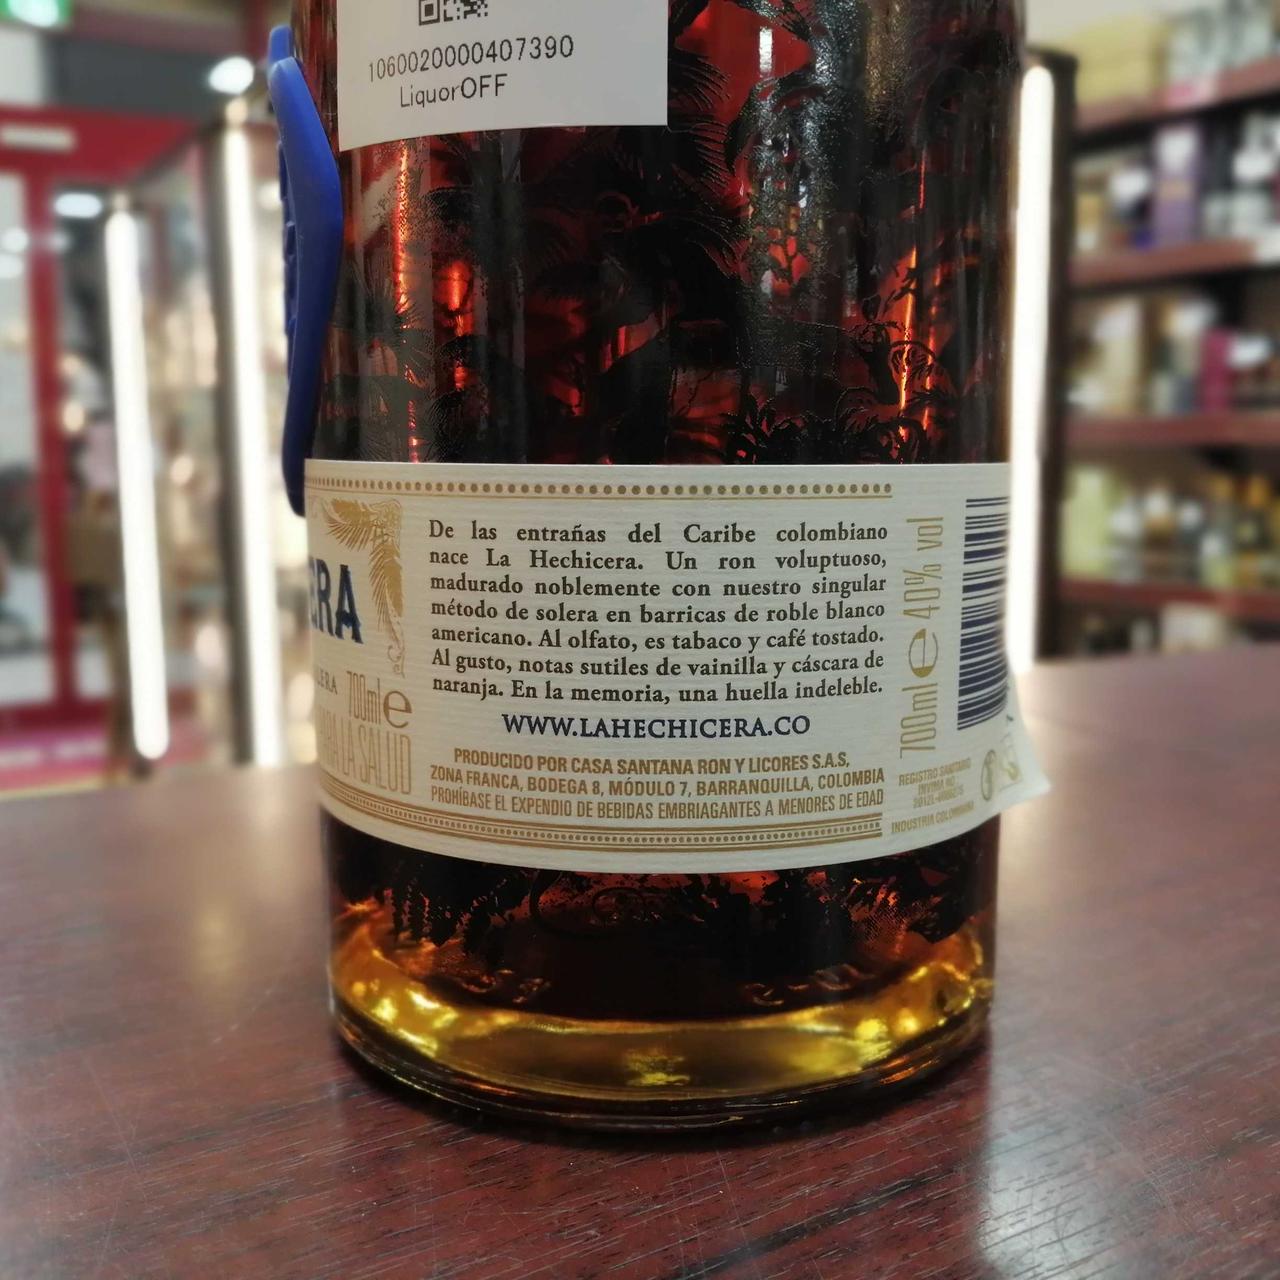 1060020000407390
LiquorOFF
ERA
700ml e
LA SALUD
De las entrañas del Caribe colombiano
nace La Hechicera. Un ron voluptuoso,
madurado noblemente con nuestro singular
método de solera en barricas de roble blanco
americano. Al olfato, es tabaco y café tostado.
Al gusto, notas sutiles de vainilla y cáscara de
naranja. En la memoria, una huella indeleble.
WWW.LAHECHICERA.CO
PRODUCIDO POR CASA SANTANA RON Y LICORES S.A.S,
ZONA FRANCA, BODEGA 8, MÓDULO 7, BARRANQUILLA, COLOMBIA
PROHÍBASE EL EXPENDIO DE BEBIDAS EMBRIAGANTES A MENORES DE EDAD
700ml e 40% vol
REGISTRO SANITARIO
INVIMA NO.
INDUSTRIA COLOMBIANA